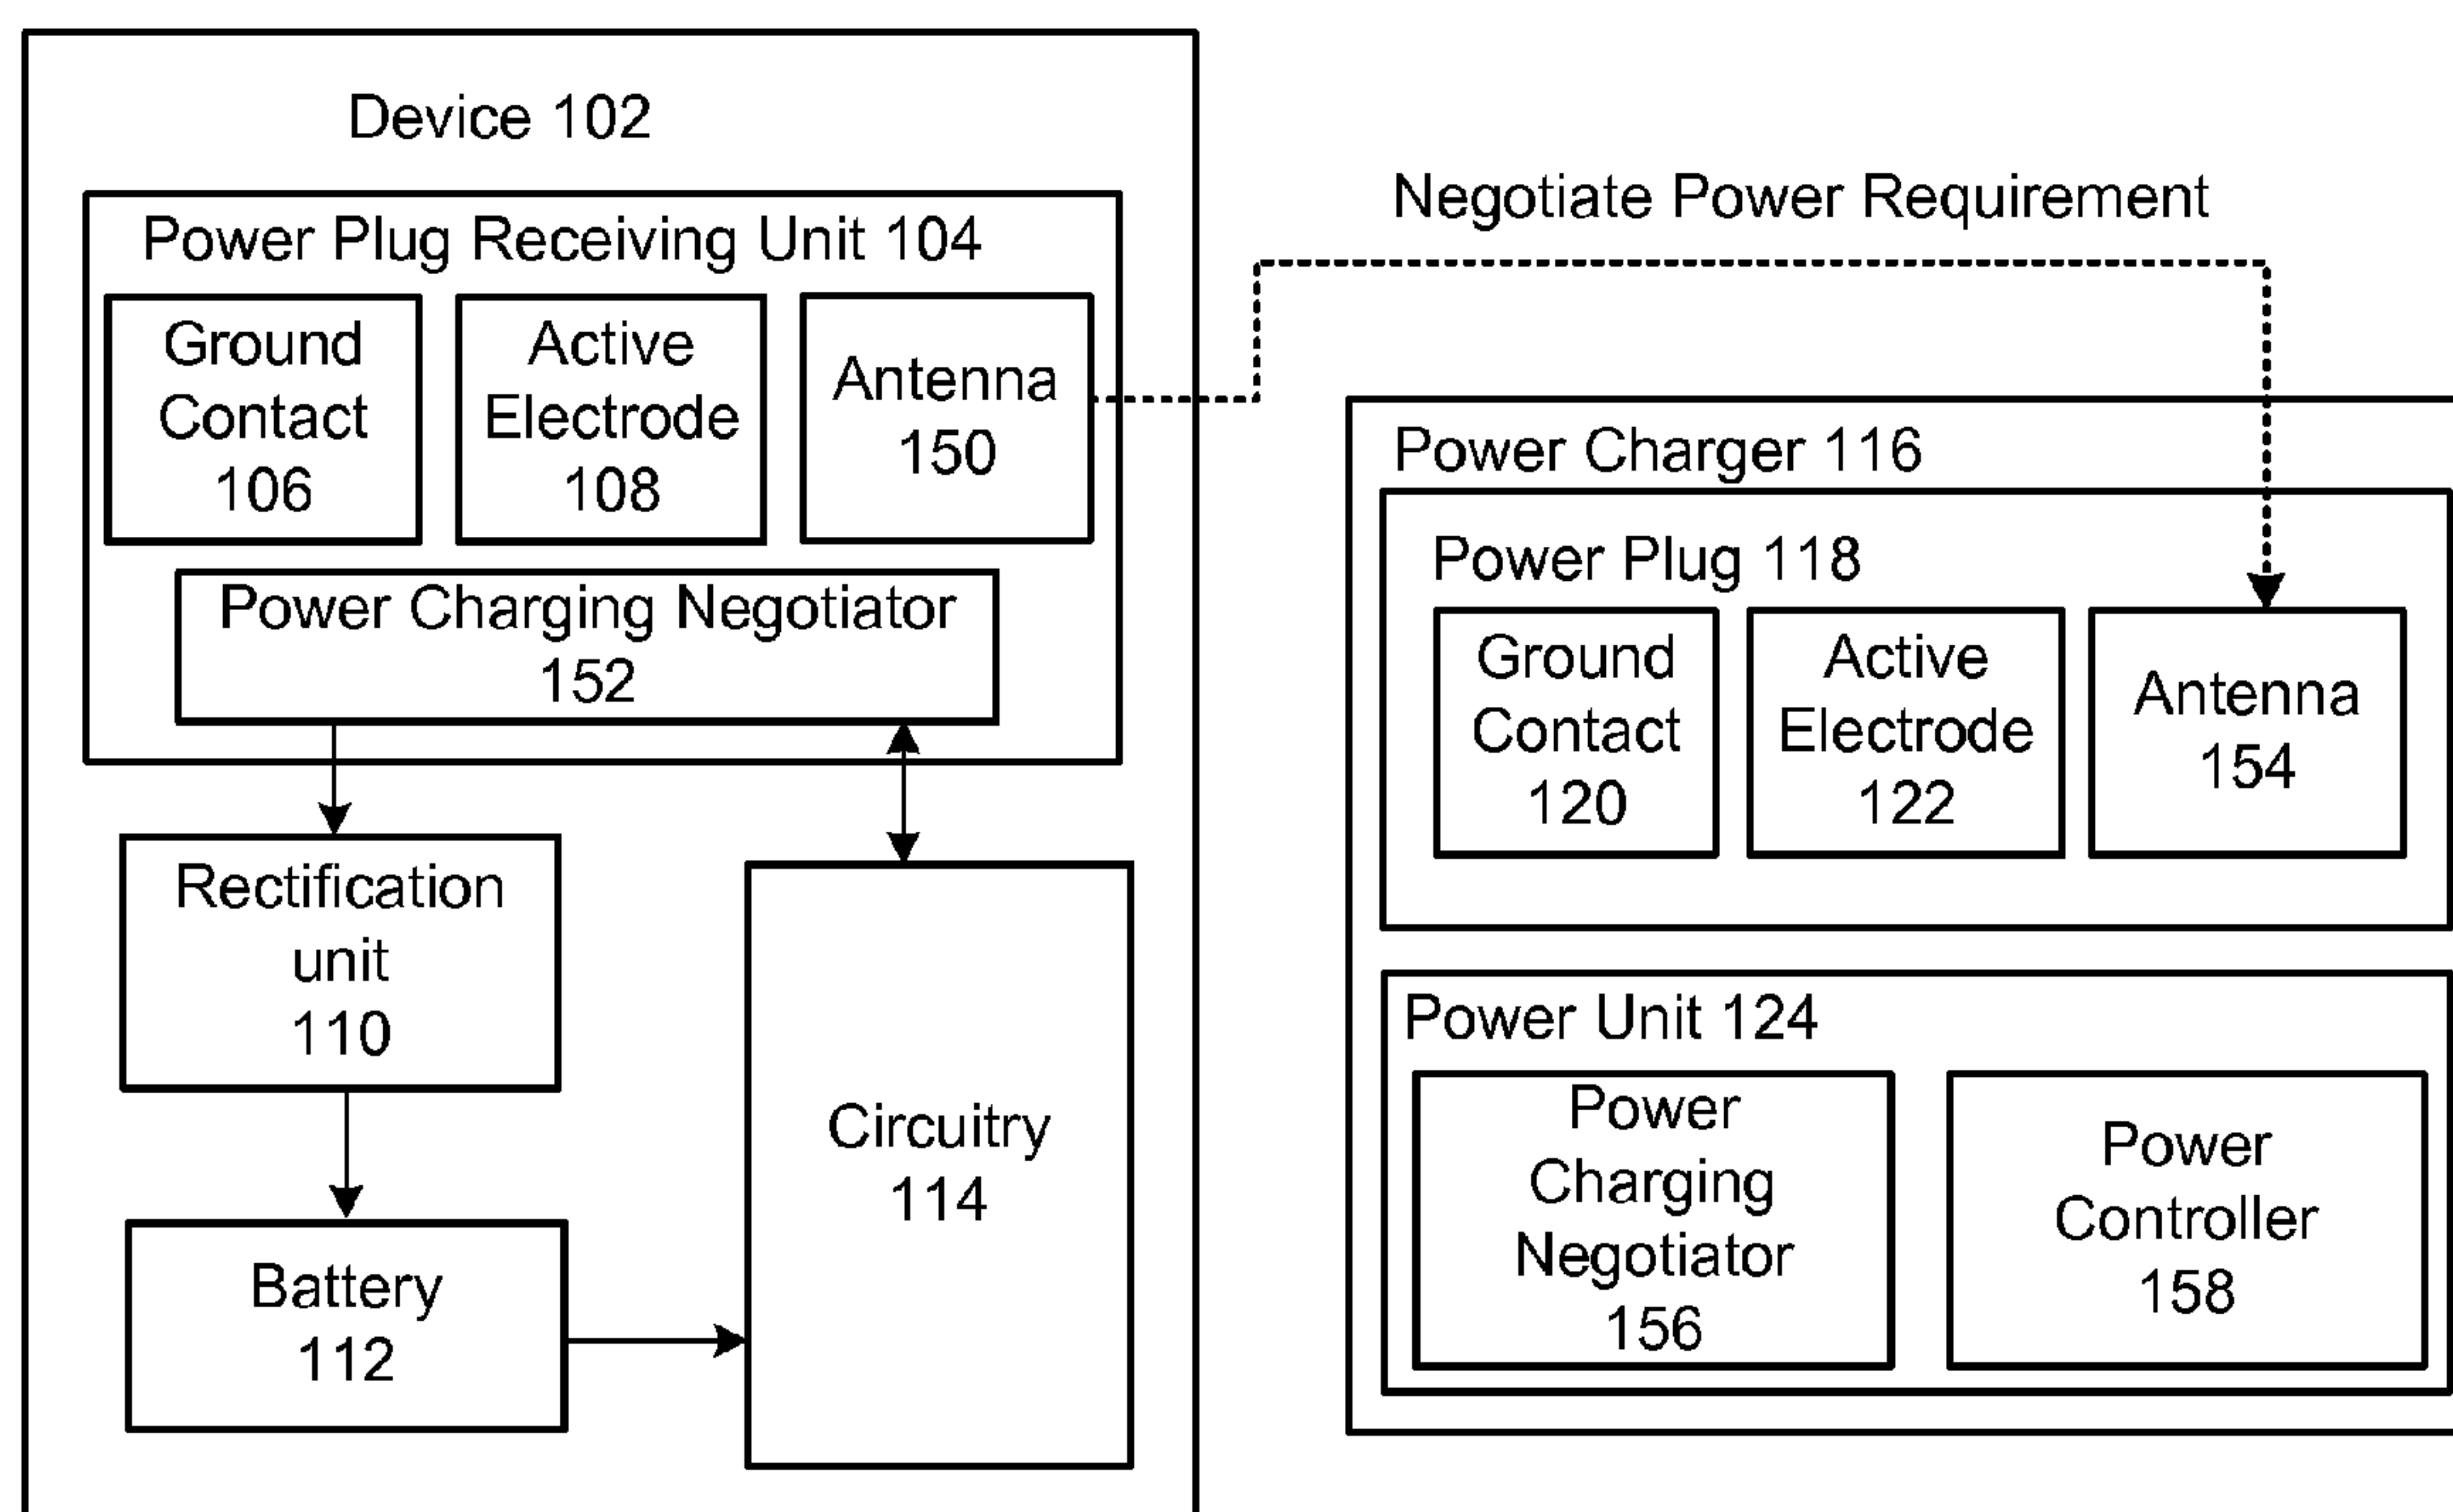 Device 102
Power Plug Receiving Unit 104
Ground
Contact
106
Active
Electrode
108
Antenna
150
Power Charging Negotiator
152
Rectification
unit
110
Battery
112
Circuitry
114
Negotiate Power Requirement
Power Charger 116
Power Plug 118
Ground
Contact
120
Active
Electrode
122
Antenna
154
Power Unit 124
Power
Charging
Negotiator
156
Power
Controller
158